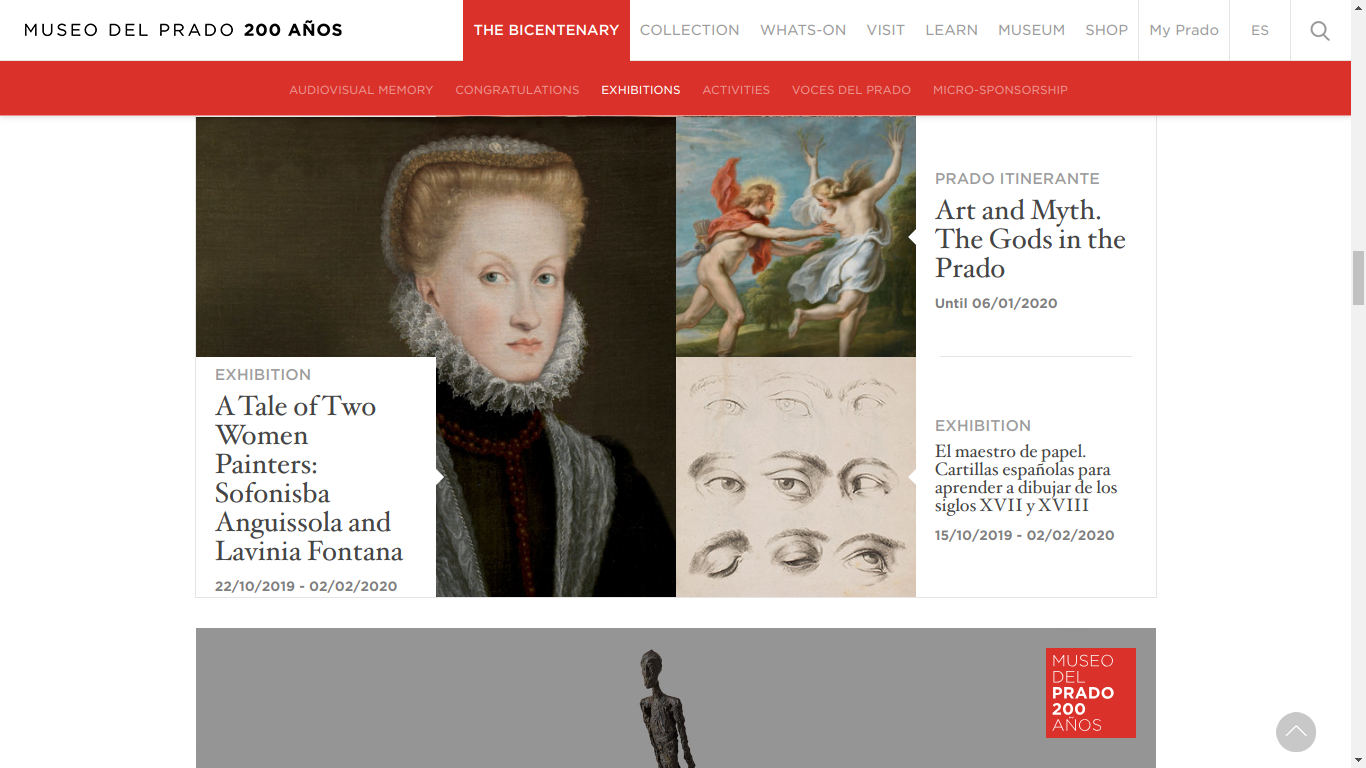 MUSEO DEL PRADO 200 AÑOS
THE BICENTENARY
COLLECTION
WHATS-ON
VISIT
LEARN
MUSEUM
SHOP
My Prado
ES
AUDIOVISUAL MEMORY
CONGRATULATIONS
EXHIBITIONS
ACTIVITIES
VOCES DEL PRADO
MICRO-SPONSORSHIP
EXHIBITION
A Tale of Two
Women
Painters:
Sofonisba
Anguissola and
Lavinia Fontana
22/10/2019 - 02/02/2020
PRADO ITINERANTE
Art and Myth.
The Gods in the
Prado
Until 06/01/2020
EXHIBITION
El maestro de papel.
Cartillas españolas para
aprender a dibujar de los
siglos XVII y XVIII
15/10/2019 - 02/02/2020
MUSEO
DEL
PRADO
200
AÑOS